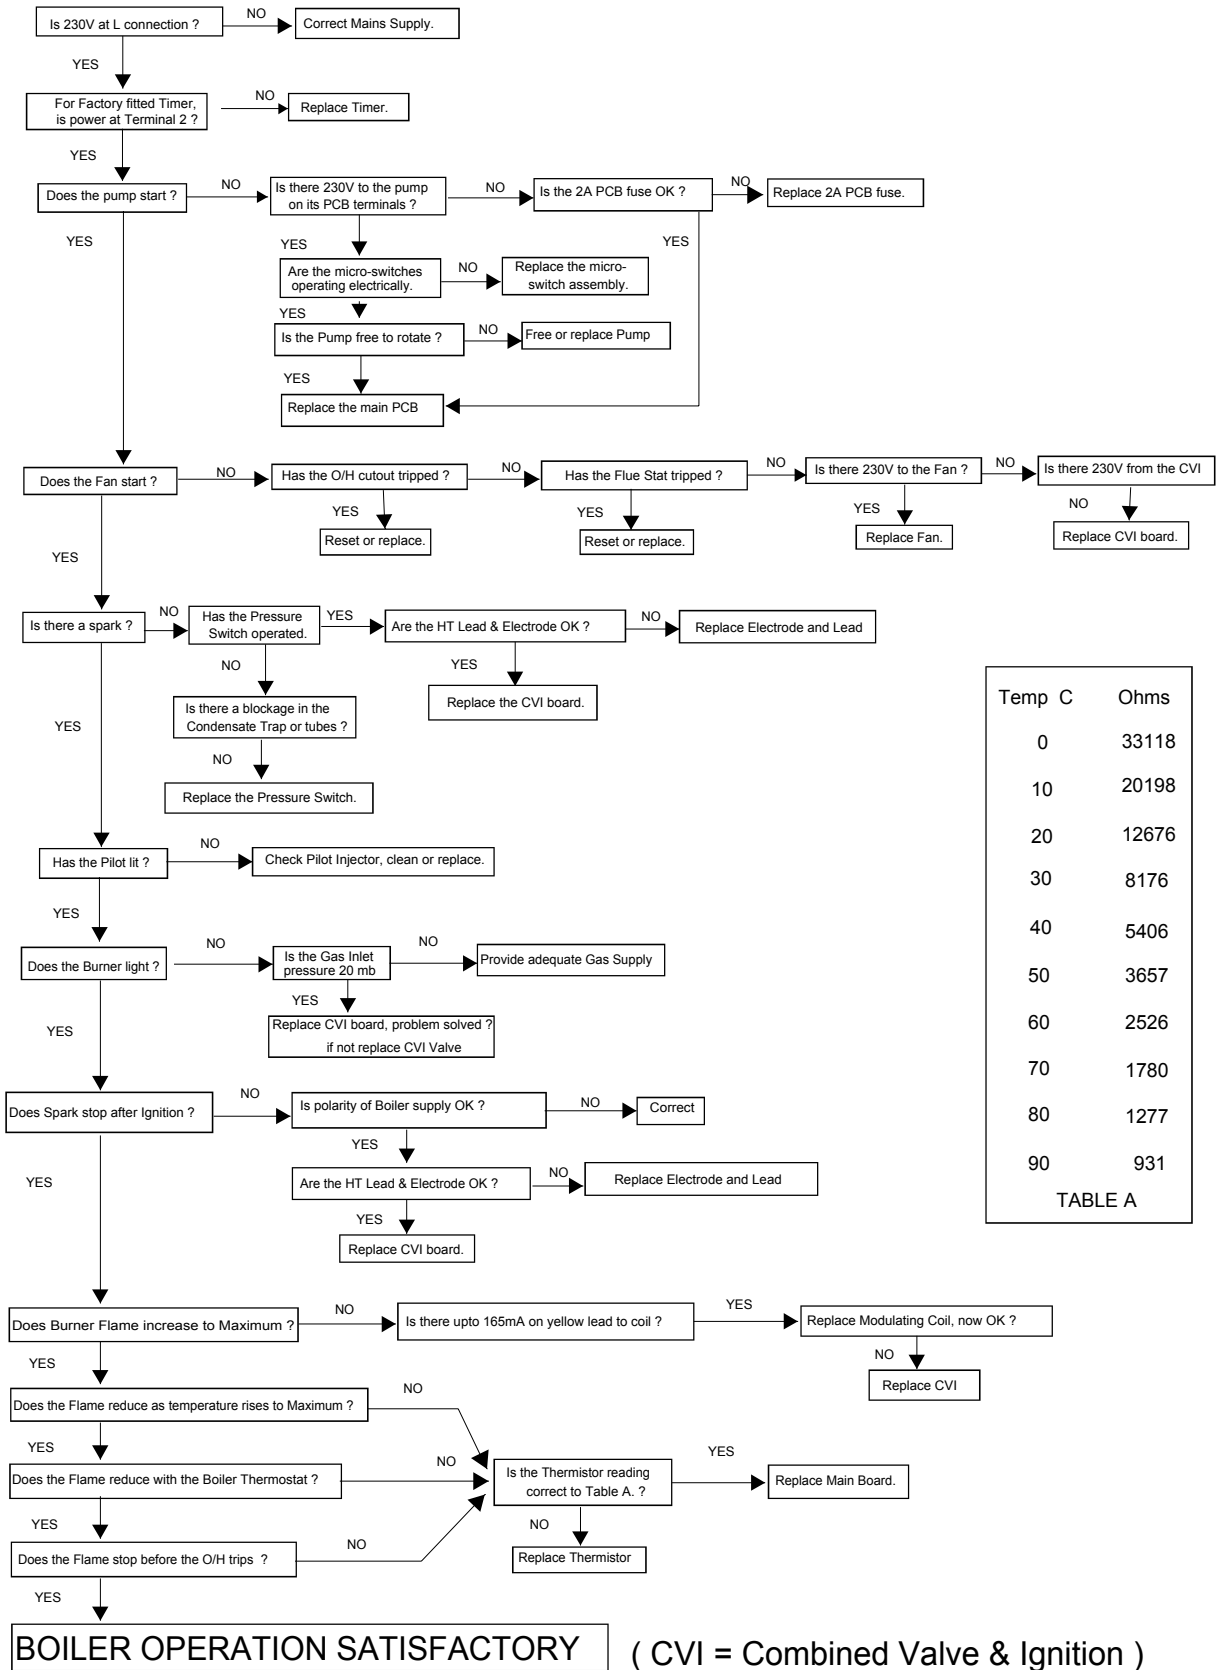 Is 230V at L connection ?
NO
Correct Mains Supply.
YES
For Factory fitted Timer,
is power at Terminal 2 ?
NO
Replace Timer.
YES
Does the pump start ?
NO
Is there 230V to the pump
on its PCB terminals ?
NO
Is the 2A PCB fuse OK ?
NO
Replace 2A PCB fuse.
YES
YES
YES
Are the micro-switches
operating electrically.
NO
Replace the micro-
switch assembly.
YES
Is the Pump free to rotate ?
NO
Free or replace Pump
YES
Replace the main PCB
Does the Fan start ?
NO
Has the O/H cutout tripped ?
NO
Has the Flue Stat tripped ?
NO
Is there 230V to the Fan ?
NO
Is there 230V from the CVI
YES
YES
YES
NO
Reset or replace.
Reset or replace.
Replace Fan.
Replace CVI board.
YES
Is there a spark ?
NO
Has the Pressure
Switch operated.
YES
Are the HT Lead & Electrode OK ?
NO
Replace Electrode and Lead
NO
YES
Replace the CVI board.
Is there a blockage in the
Condensate Trap or tubes ?
YES
NO
Replace the Pressure Switch.
Has the Pilot lit ?
NO
Check Pilot Injector, clean or replace.
YES
Does the Burner light ?
NO
Is the Gas Inlet
pressure 20 mb
NO
Provide adequate Gas Supply
YES
YES
Replace CVI board, problem solved ?
if not replace CVI Valve
Does Spark stop after Ignition ?
NO
Is polarity of Boiler supply OK ?
NO
Correct
YES
YES
Are the HT Lead & Electrode OK ?
NO
Replace Electrode and Lead
YES
Replace CVI board.
Does Burner Flame increase to Maximum ?
NO
Is there upto 165mA on yellow lead to coil ?
YES
Replace Modulating Coil, now OK ?
NO
Replace CVI
YES
Does the Flame reduce as temperature rises to Maximum ?
NO
YES
Does the Flame reduce with the Boiler Thermostat ?
NO
Is the Thermistor reading
correct to Table A. ?
YES
Replace Main Board.
NO
Replace Thermistor
YES
Does the Flame stop before the O/H trips ?
NO
YES
BOILER OPERATION SATISFACTORY
( CVI = Combined Valve & Ignition )
Temp C Ohms
0 33118
10 20198
20 12676
30 8176
40 5406
50 3657
60 2526
70 1780
80 1277
90 931
TABLE A